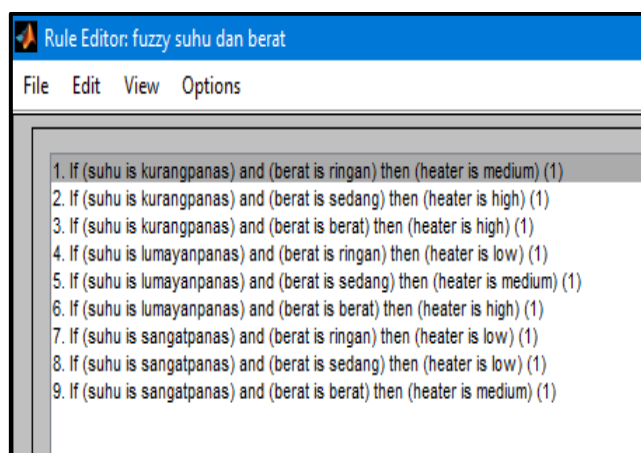 Rule Editor: fuzzy suhu dan berat
File Edit View Options
1. If (suhu is kurangpanas) and (berat is ringan) then (heater is medium) (1)
2. If (suhu is kurangpanas) and (berat is sedang) then (heater is high) (1)
3. If (suhu is kurangpanas) and (berat is berat) then (heater is high) (1)
4. If (suhu is lumayanpanas) and (berat is ringan) then (heater is low) (1)
5. If (suhu is lumayanpanas) and (berat is sedang) then (heater is medium) (1)
6. If (suhu is lumayanpanas) and (berat is berat) then (heater is high) (1)
7. If (suhu is sangatpanas) and (berat is ringan) then (heater is low) (1)
8. If (suhu is sangatpanas) and (berat is sedang) then (heater is low) (1)
9. If (suhu is sangatpanas) and (berat is berat) then (heater is medium) (1)